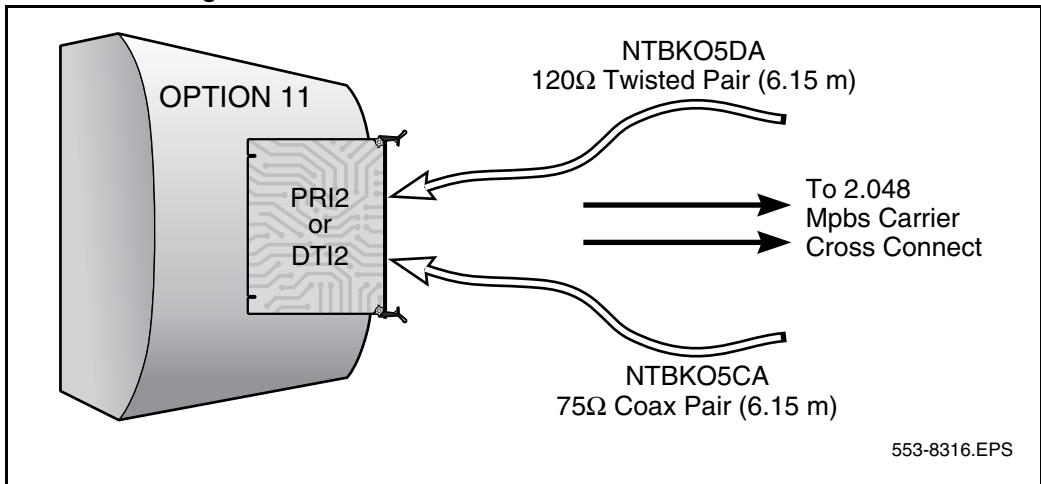 OPTION 11
PRI2
or
DTI2
NTBKO5DA
120Ω Twisted Pair (6.15 m)
To 2.048
Mpbs Carrier
Cross Connect
NTBKO5CA
75Ω Coax Pair (6.15 m)
553-8316.EPS